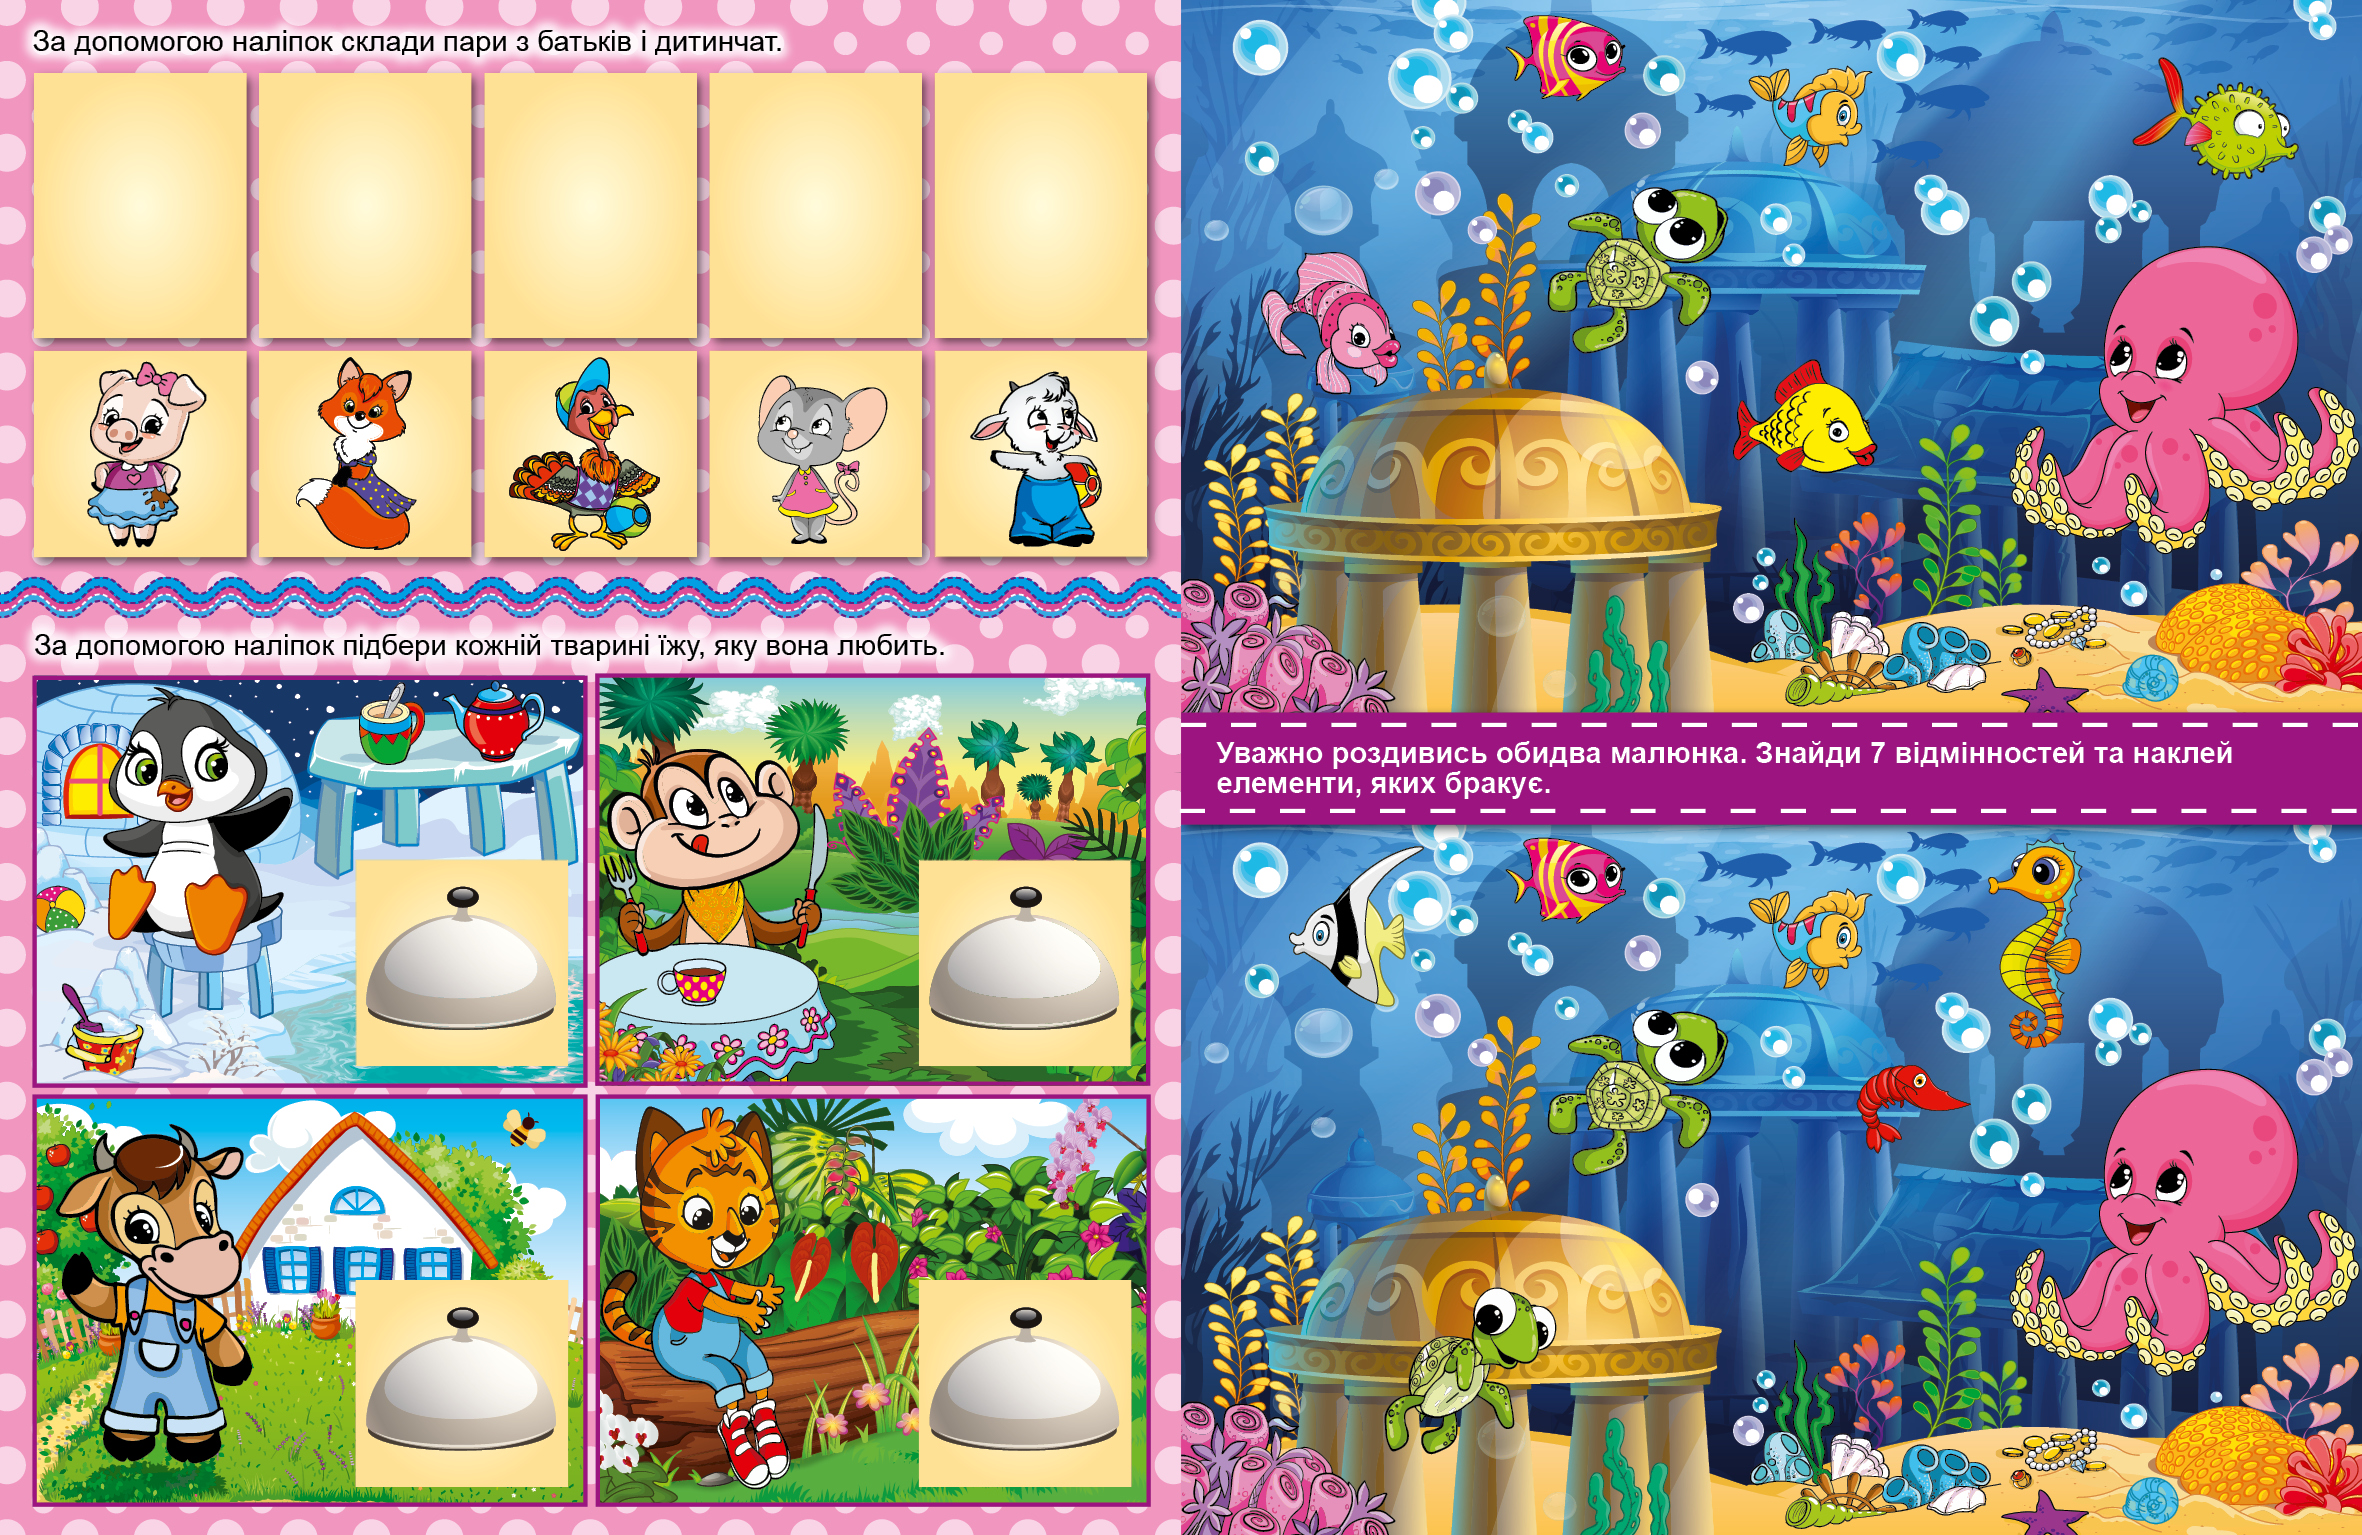 За допомогою наліпок склади пари з батьків і дитинчат.
За допомогою наліпок підбери кожній тварині їжу, яку вона любить.
Уважно роздивись обидва малюнка. Знайди 7 відмінностей та наклей
елементи, яких бракує.